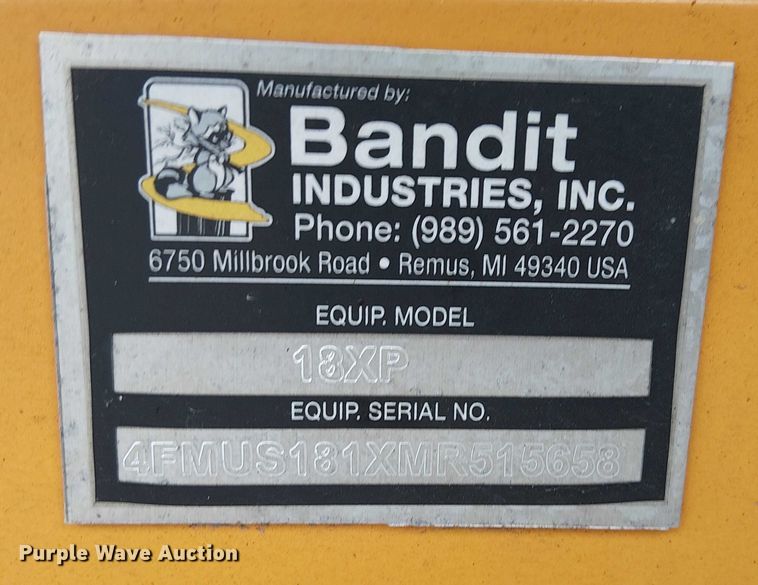 Manufactured by:
Bandit
INDUSTRIES, INC.
Phone: (989) 561-2270
6750 Millbrook Road • Remus, MI 49340 USA
EQUIP. MODEL
18XP
EQUIP. SERIAL NO.
4FMUS181XMR515658
Purple Wave Auction